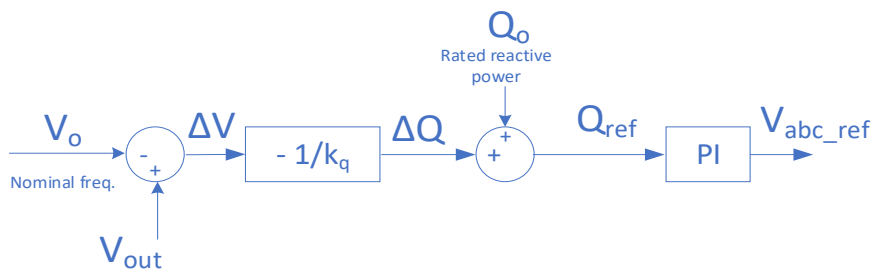 Qo
Rated reactive
power
Vo
ΔV
ΔQ
Qref
Vabc_ref
-
+
- 1/kq
+
+
PI
Nominal freq.
Vout